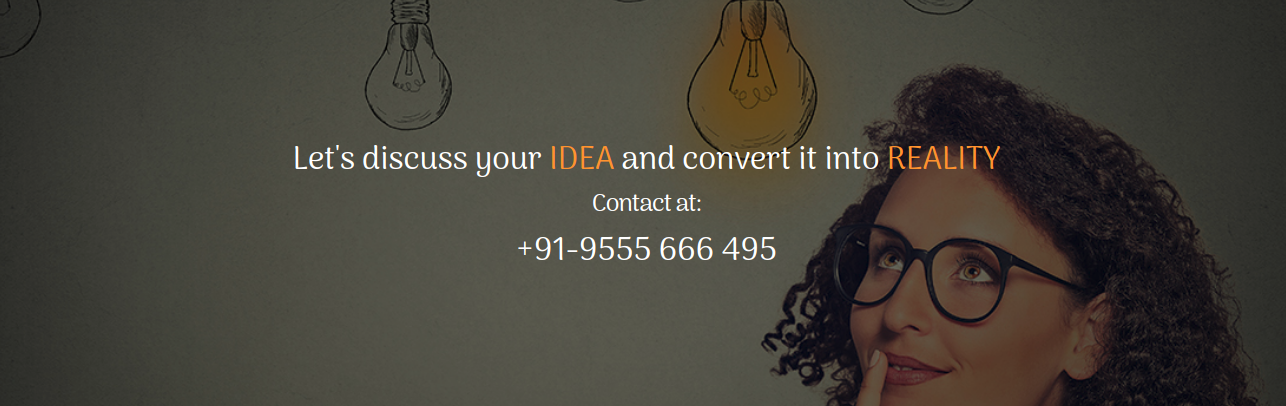 Let's discuss your IDEA and convert it into REALITY
Contact at:
+91-9555 666 495